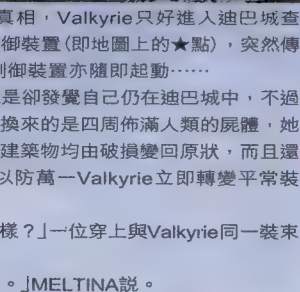 真相，Valkyrie只好進入迪巴城查
御裝置(即地圖上的★點)，突然傳
制御裝置亦隨即起動……
是卻發覺自己仍在迪巴城中，不過
換來的是四周佈滿人類的屍體，她
建築物均由破損變回原狀，而且還
以防萬一Valkyrie立即轉變平常裝
樣？」一位穿上與Valkyrie同一裝束
。」MELTINA説。